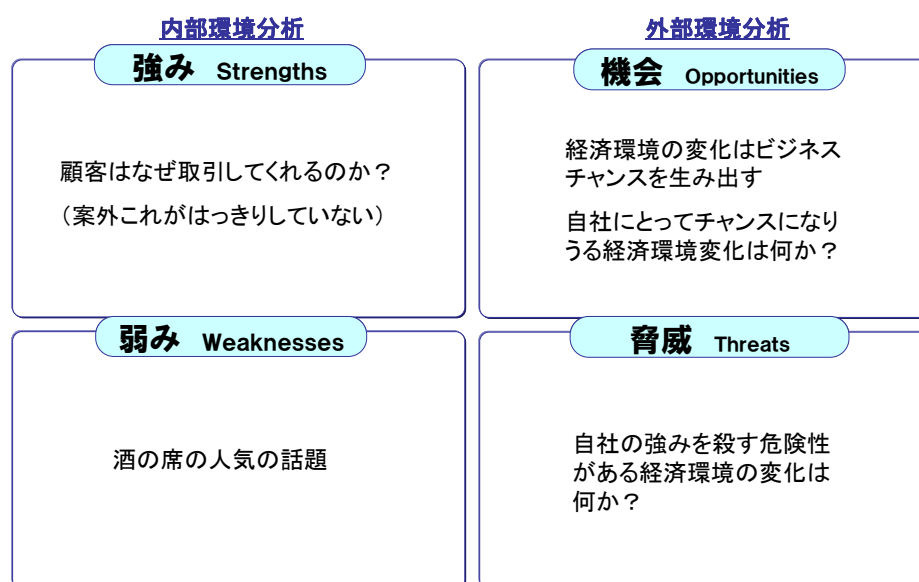 内部環境分析
強み Strengths
顧客はなぜ取引してくれるのか？
（案外これがはっきりしていない）
弱み Weaknesses
酒の席の人気の話題
外部環境分析
機会 Opportunities
経済環境の変化はビジネス
チャンスを生み出す
自社にとってチャンスになり
うる経済環境変化は何か？
脅威 Threats
自社の強みを殺す危険性
がある経済環境の変化は
何か？